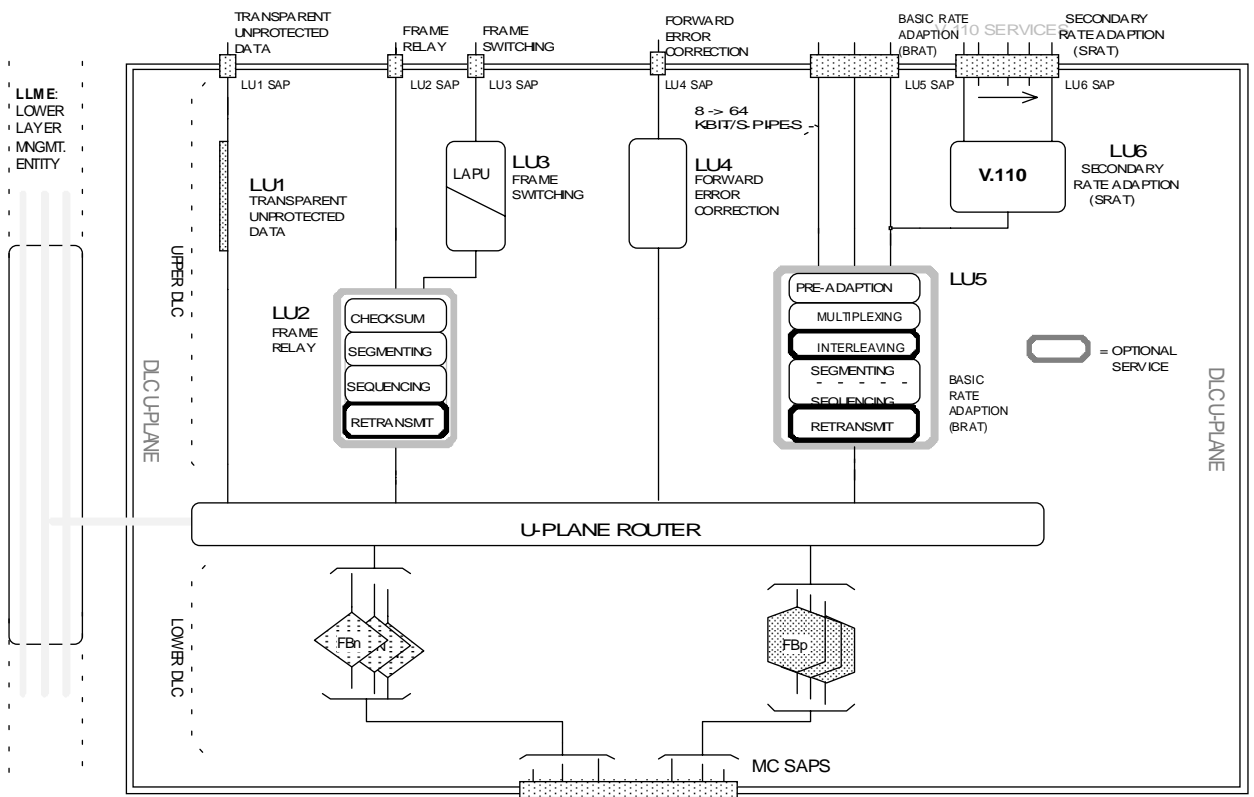 TRANSPARENT
UNPROTECTED
DATA
FRAME
RELAY
FRAME
SWITCHING
FORWARD
ERROR
CORRECTION
BASIC RATE
ADAPTION
(BRAT)
V.110 SERVICES
SECONDARY
RATE ADAPTION
(SRAT)
LU1 SAP
LU2 SAP
LU3 SAP
LU4 SAP
LU5 SAP
LU6 SAP
LLME:
LOWER
LAYER
MNGMT.
ENTITY
8 -> 64
KBIT/S-PIPES
LU1
TRANSPARENT
UNPROTECTED
DATA
LAPU
LU3
FRAME
SWITCHING
LU4
FORWARD
ERROR
CORRECTION
V.110
LU6
SECONDARY
RATE ADAPTION
(SRAT)
UPPER DLC
LU2
FRAME
RELAY
CHECKSUM
SEGMENTING
SEQUENCING
RETRANSMIT
LU5
PRE-ADAPTION
MULTIPLEXING
INTERLEAVING
SEGMENTING
SEQUENCING
RETRANSMIT
BASIC
RATE
ADAPTION
(BRAT)
= OPTIONAL
SERVICE
DLC U-PLANE
DLC U-PLANE
U-PLANE ROUTER
LOWER DLC
FBn
FBp
MC SAPS